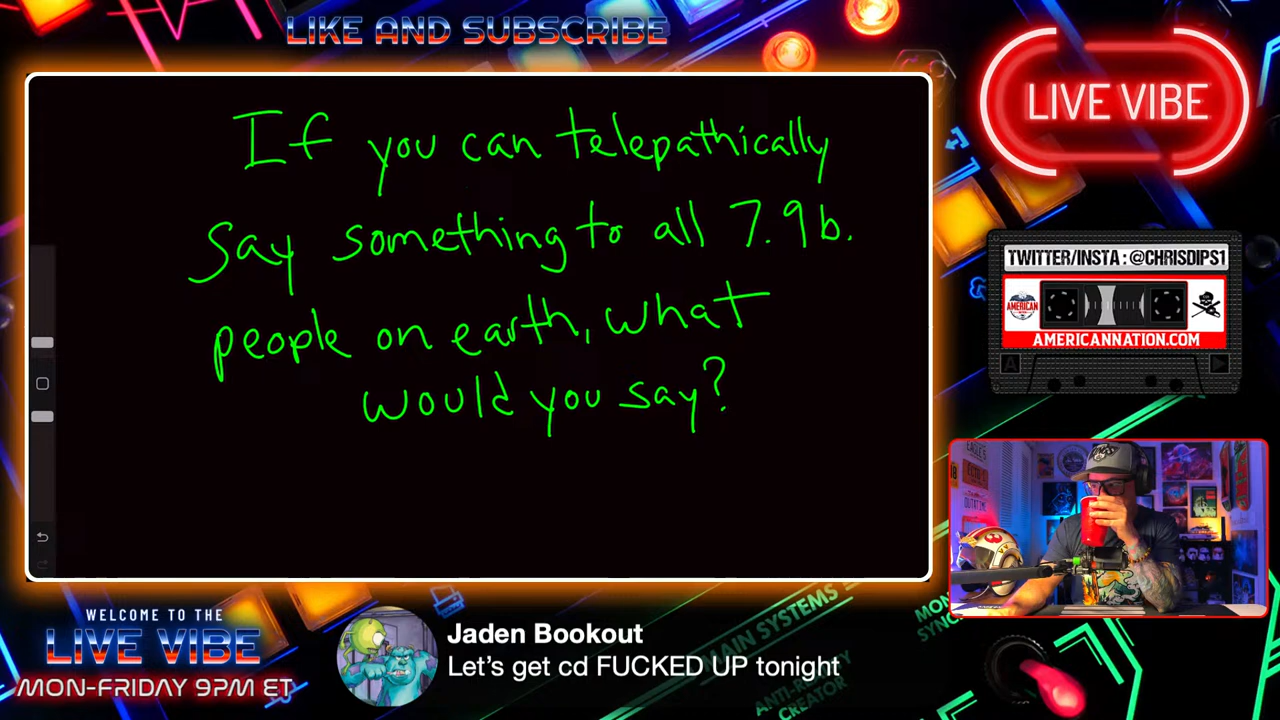 LIKE AND SUBSCRIBE
LIVE VIBE
If you can telepathically
say something to all 7.9b.
people on earth, what
would you say?
TWITTER/INSTA : @CHRISDIPS1
AMERICAN
AMERICANNATION.COM
A
WELCOME TO THE
LIVE VIBE
MON-FRIDAY 9PM ET
Jaden Bookout
Let's get cd FUCKED UP tonight